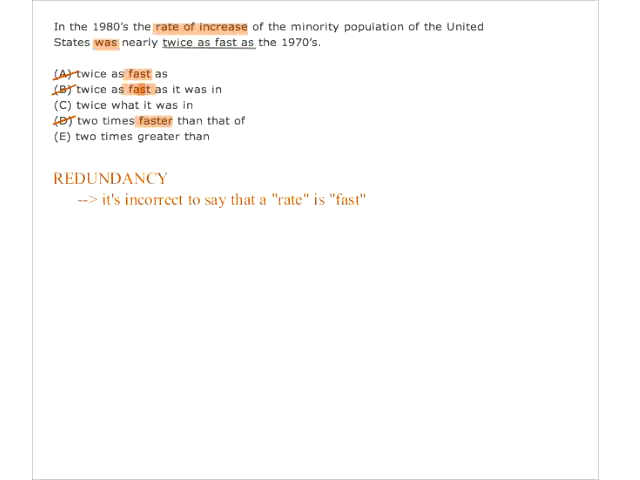 In the 1980's the rate of increase of the minority population of the United
States was nearly twice as fast as the 1970's.
(A) twice as fast as
(B) twice as fast as it was in
(C) twice what it was in
(D) two times faster than that of
(E) two times greater than
REDUNDANCY
--> it's incorrect to say that a "rate" is "fast"